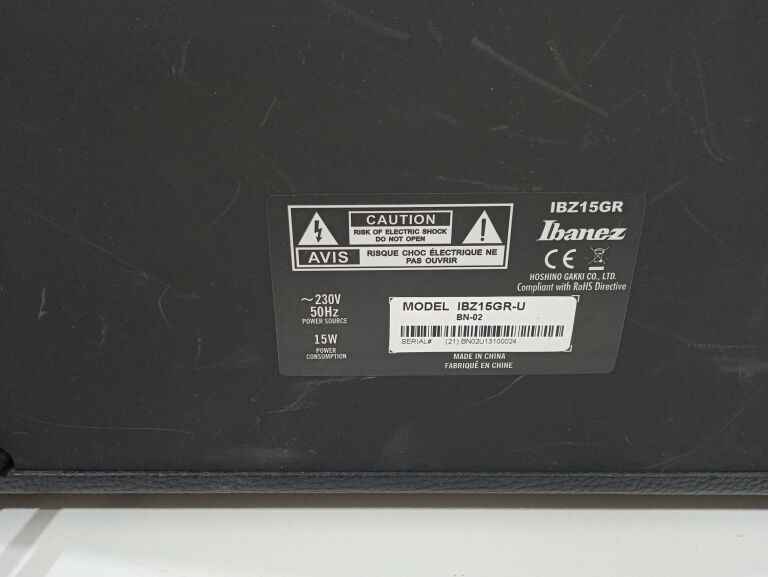 CAUTION
RISK OF ELECTRIC SHOCK
DO NOT OPEN
AVIS
RISQUE CHOC ÉLECTRIQUE NE
PAS OUVRIR
IBZ15GR
Ibanez
CE
HOSHINO GAKKI CO., LTD.
Compliant with RoHS Directive
~230V
50Hz
POWER SOURCE
15W
POWER
CONSUMPTION
MODEL IBZ15GR-U
BN-02
SERIAL# (21) BN02U13100024
MADE IN CHINA
FABRIQUÉ EN CHINE